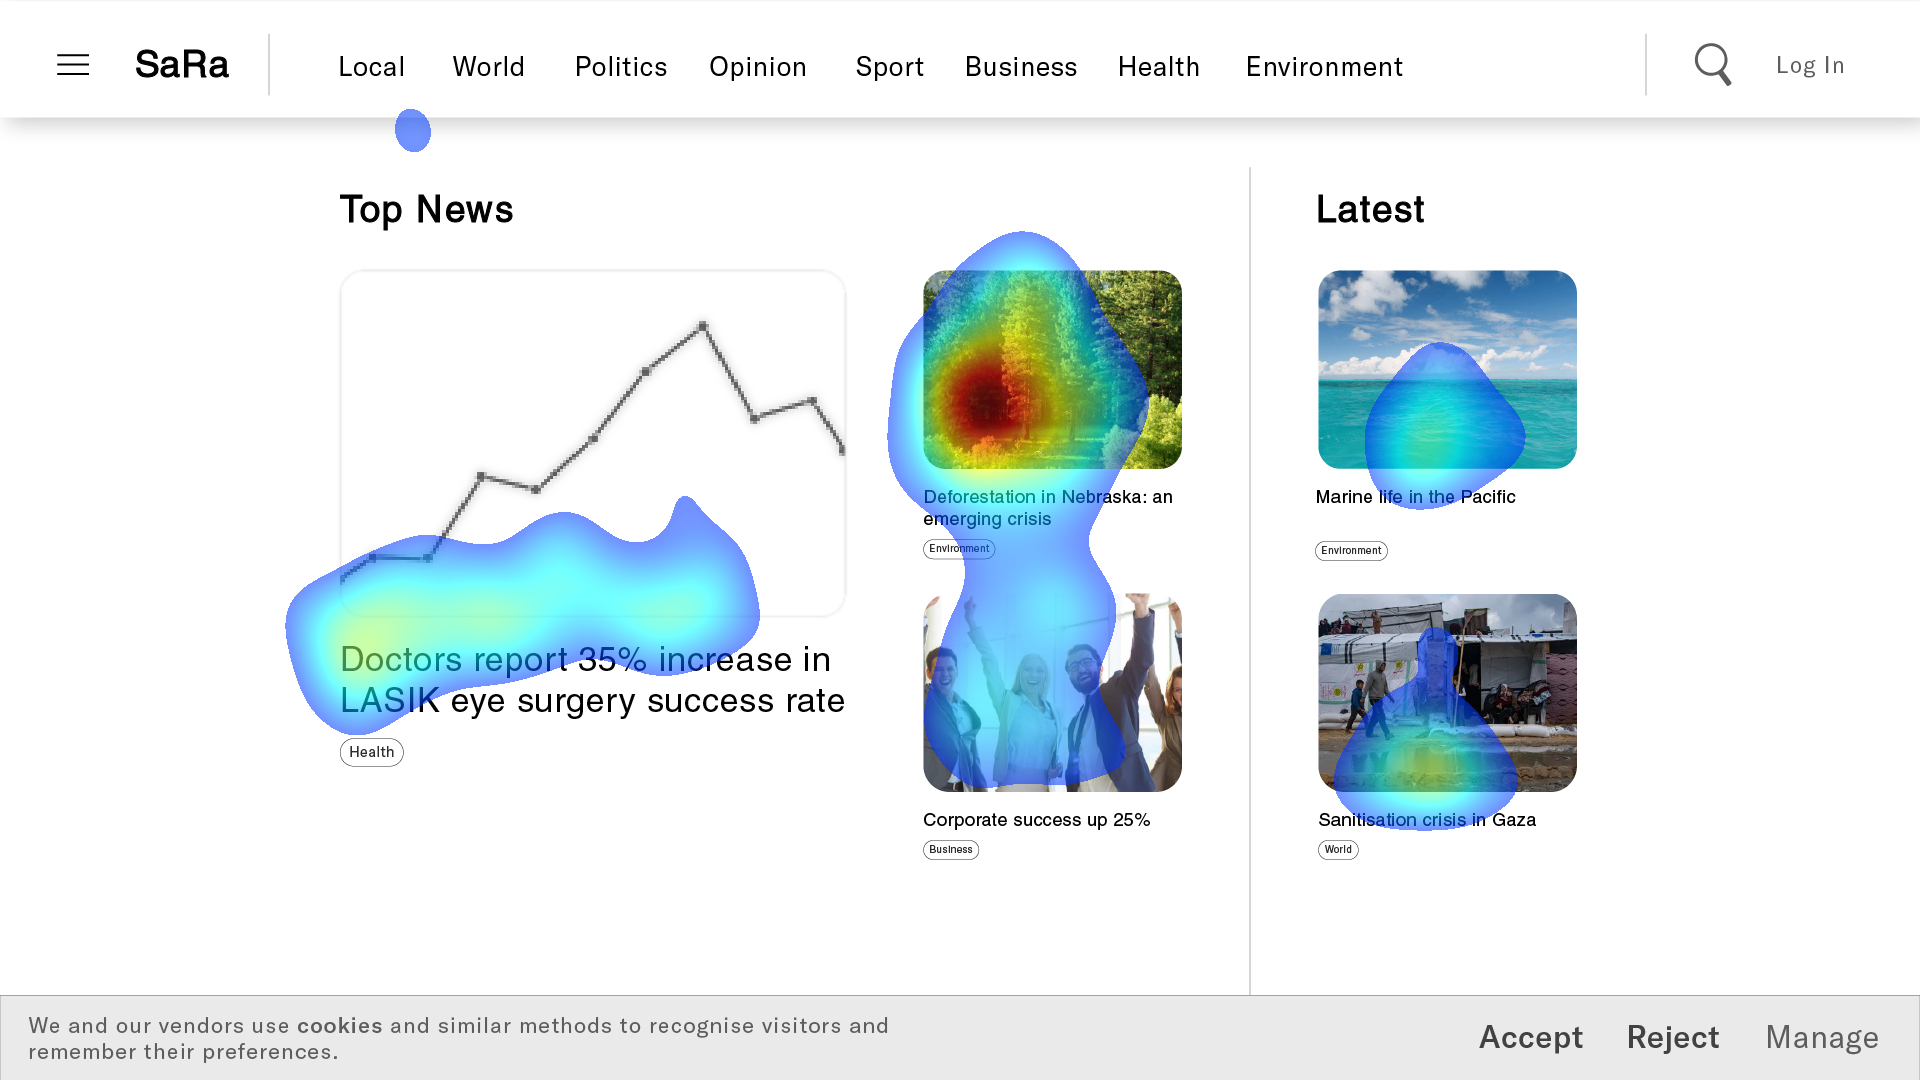 SaRa
Local
World
Politics
Opinion
Sport
Business
Health
Environment
Log In
Top News
Doctors report 35% increase in
LASIK eye surgery success rate
Health
Deforestation in Nebraska: an
emerging crisis
Environment
Corporate success up 25%
Business
Latest
Marine life in the Pacific
Environment
Sanitisation crisis in Gaza
World
We and our vendors use cookies and similar methods to recognise visitors and
remember their preferences.
Accept
Reject
Manage